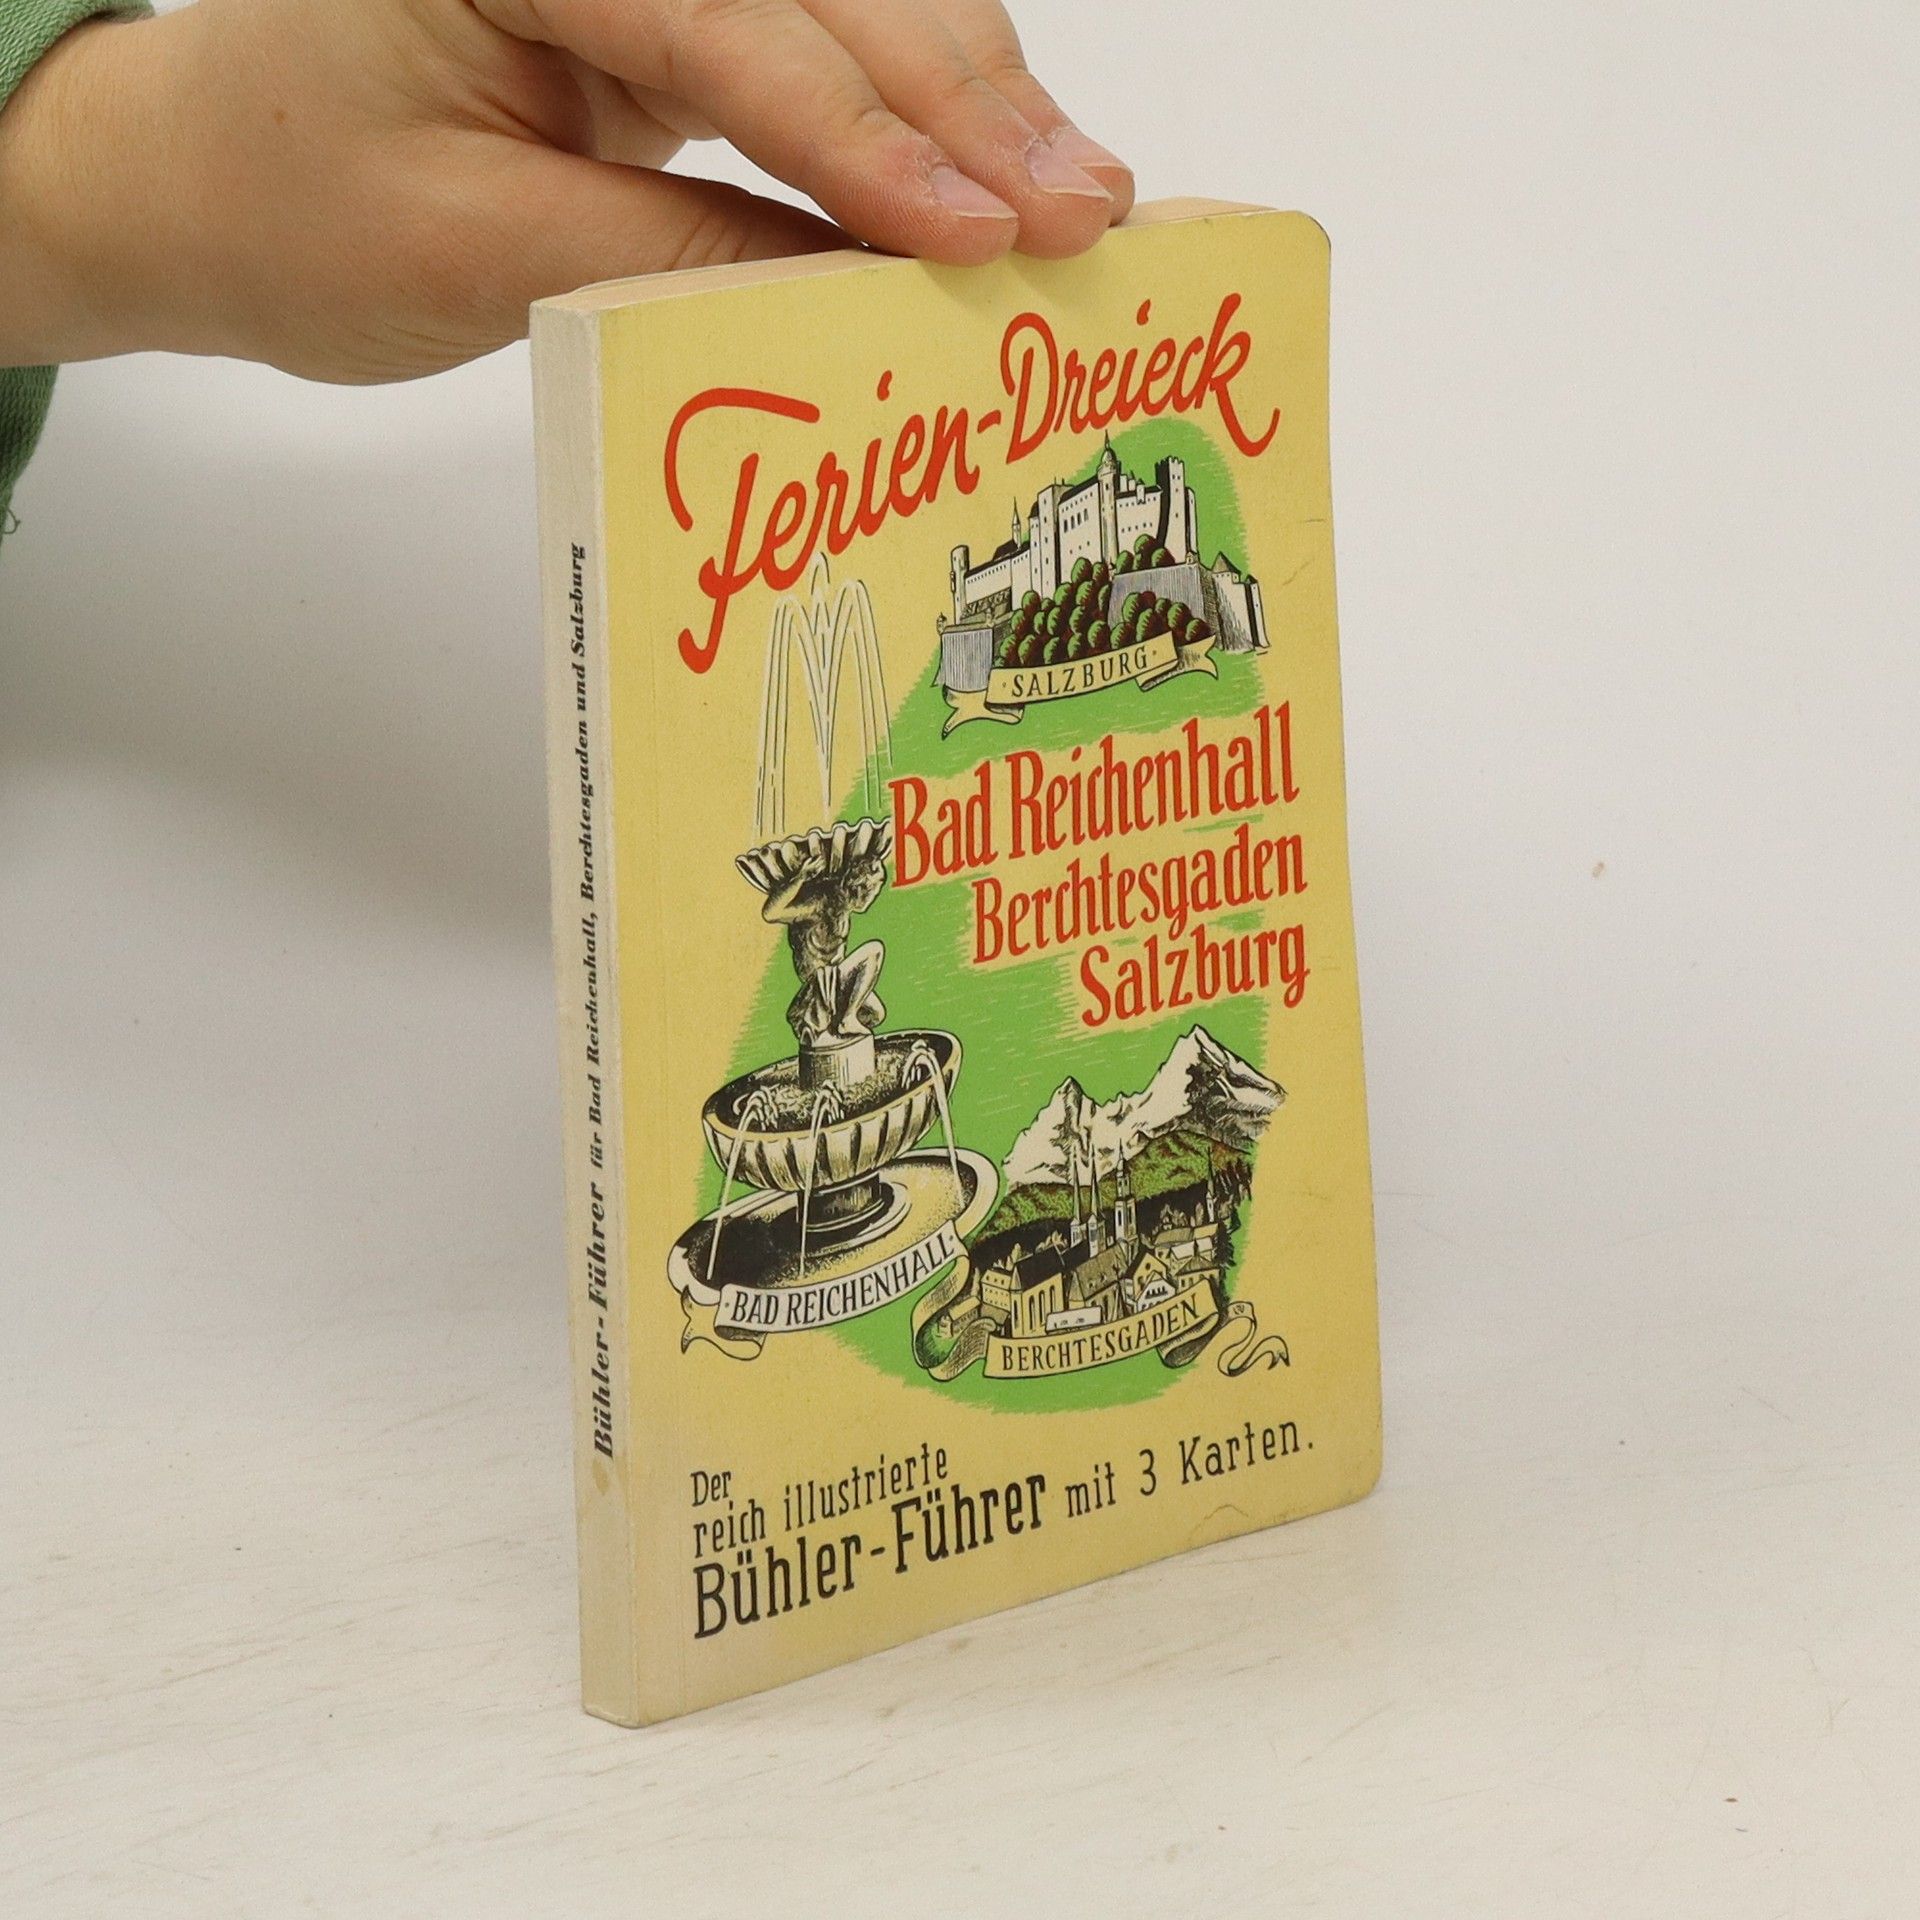 Ferien-Dreieck
·SALZBURG·
Bad Reichenhall
Berchtesgaden
Salzburg
·BAD REICHENHALL·
BERCHTESGADEN
Der
reich illustrierte
Bühler-Führer mit 3 Karten.
Bühler-Führer für Bad Reichenhall, Berchtesgaden und Salzburg